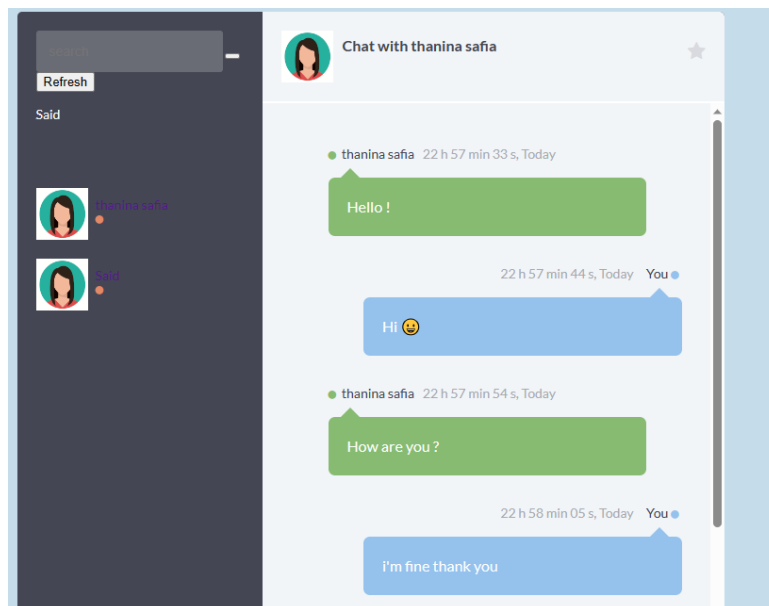 search
Refresh
Said
thanina safia
Said
Chat with thanina safia
thanina safia 22 h 57 min 33 s, Today
Hello !
22 h 57 min 44 s, Today You
Hi 😀
thanina safia 22 h 57 min 54 s, Today
How are you ?
22 h 58 min 05 s, Today You
i'm fine thank you